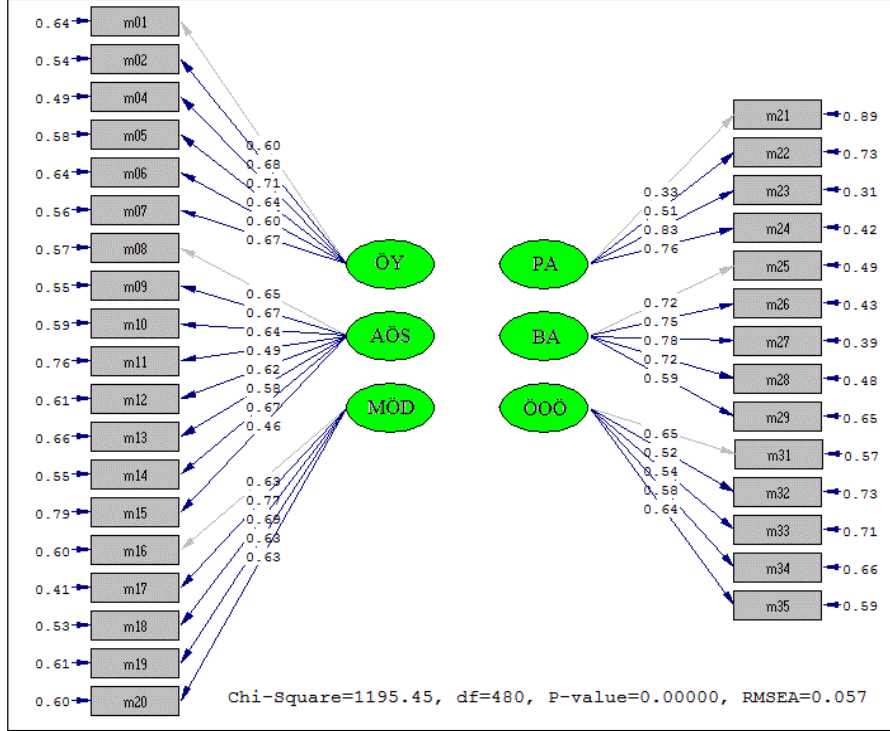 0.64 m01
0.54 m02
0.49 m04
0.58 m05
0.64 m06
0.56 m07
0.57 m08
0.55 m09
0.59 m10
0.76 m11
0.61 m12
0.66 m13
0.55 m14
0.79 m15
0.60 m16
0.41 m17
0.53 m18
0.61 m19
0.60 m20
0.60
0.68
0.71
0.64
0.60
0.67
ÖY
0.65
0.67
0.64
0.49
0.62
0.58
0.67
0.46
AÖS
0.63
0.77
0.69
0.63
0.63
MÖD
PA
0.33
0.51
0.83
0.76
BA
0.72
0.75
0.78
0.72
0.59
ÖOÖ
0.65
0.52
0.54
0.58
0.64
m21 0.89
m22 0.73
m23 0.31
m24 0.42
m25 0.49
m26 0.43
m27 0.39
m28 0.48
m29 0.65
m31 0.57
m32 0.73
m33 0.71
m34 0.66
m35 0.59
Chi-Square=1195.45, df=480, P-value=0.00000, RMSEA=0.057